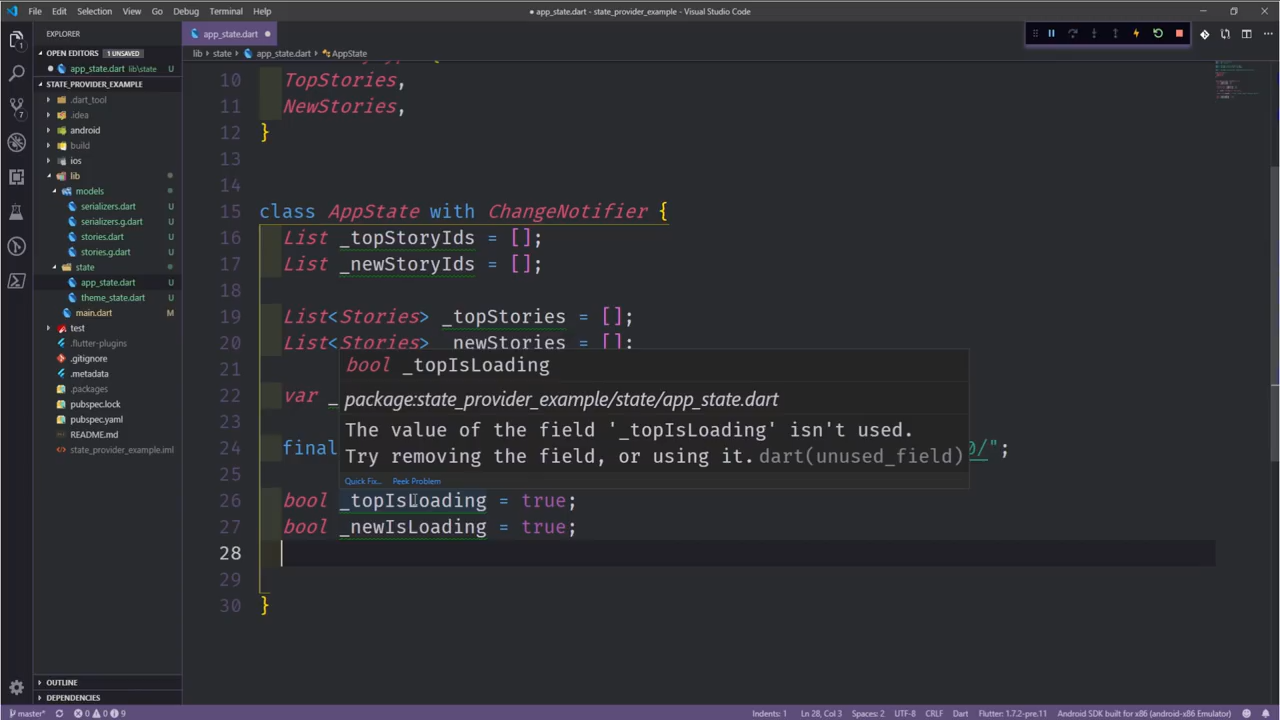 File Edit Selection View Go Debug Terminal Help
● app_state.dart - state_provider_example - Visual Studio Code
EXPLORER
OPEN EDITORS 1 UNSAVED
● app_state.dart lib\state U
STATE_PROVIDER_EXAMPLE
.dart_tool
.idea
android
build
ios
lib
models
serializers.dart U
serializers.g.dart U
stories.dart U
stories.g.dart U
state
app_state.dart U
theme_state.dart U
main.dart M
test
.flutter-plugins
.gitignore
.metadata
.packages
pubspec.lock
pubspec.yaml
README.md
state_provider_example.iml
OUTLINE
DEPENDENCIES
app_state.dart ●
lib › state › app_state.dart › AppState
10 TopStories,
11 NewStories,
12 }
13
14
15 class AppState with ChangeNotifier {
16 List _topStoryIds = [];
17 List _newStoryIds = [];
18
19 List<Stories> _topStories = [];
20 List<Stories> _newStories = [];
21
22 var _
23
24 final /";
25
bool _topIsLoading
package:state_provider_example/state/app_state.dart
The value of the field '_topIsLoading' isn't used.
Try removing the field, or using it. dart(unused_field)
Quick Fix... Peek Problem
26 bool _topIsLoading = true;
27 bool _newIsLoading = true;
28
29
30 }
master* 0 0 9
Indents: 1 Ln 28, Col 3 Spaces: 2 UTF-8 CRLF Dart Flutter: 1.7.2-pre.11 Android SDK built for x86 (android-x86 Emulator)